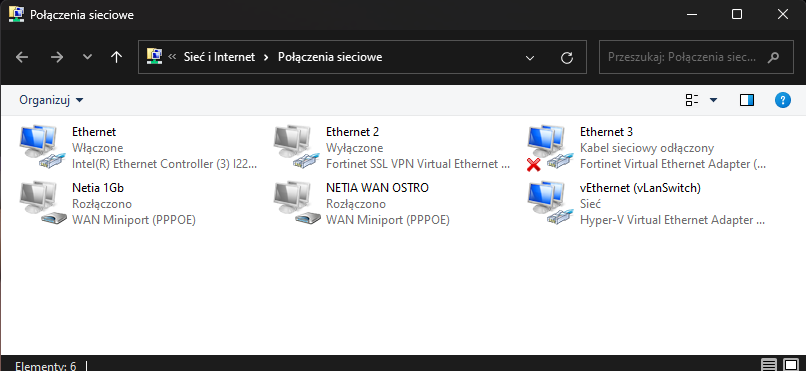 Połączenia sieciowe
« Sieć i Internet > Połączenia sieciowe
Przeszukaj: Połączenia siec...
Organizuj
Ethernet
Włączone
Intel(R) Ethernet Controller (3) I22...
Ethernet 2
Wyłączone
Fortinet SSL VPN Virtual Ethernet ...
Ethernet 3
Kabel sieciowy odłączony
Fortinet Virtual Ethernet Adapter (...
Netia 1Gb
Rozłączono
WAN Miniport (PPPOE)
NETIA WAN OSTRO
Rozłączono
WAN Miniport (PPPOE)
vEthernet (vLanSwitch)
Sieć
Hyper-V Virtual Ethernet Adapter ...
Elementy: 6